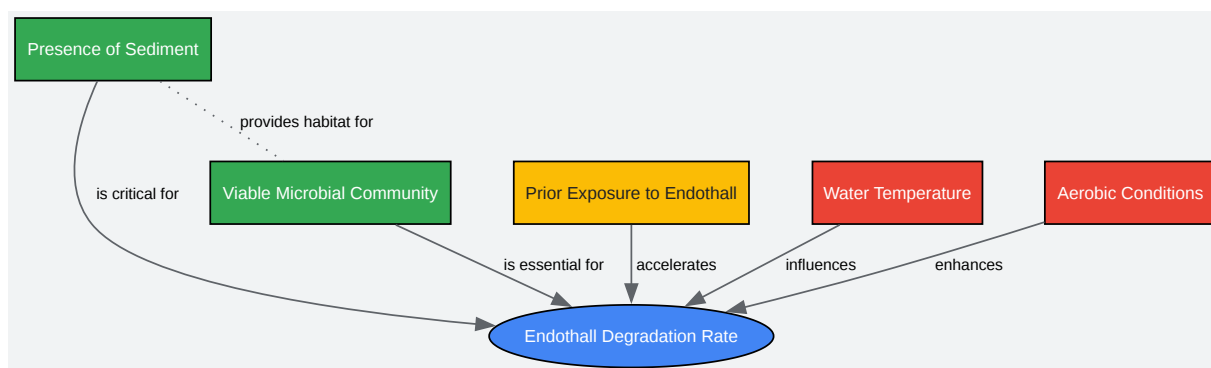 Presence of Sediment
provides habitat for
is critical for
Viable Microbial Community
Prior Exposure to Endothall
Water Temperature
Aerobic Conditions
is essential for
accelerates
influences
enhances
Endothall Degradation Rate